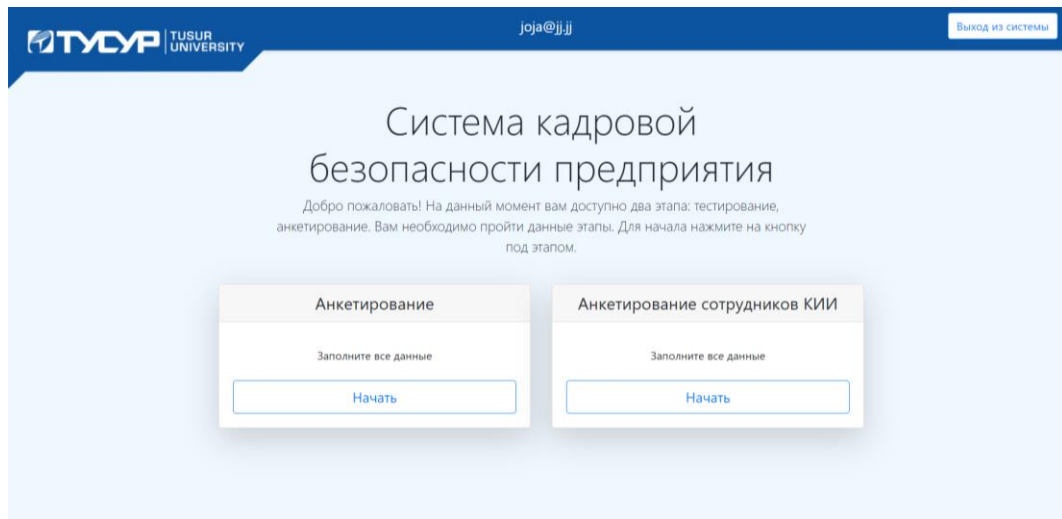 ТУСУР
TUSUR
UNIVERSITY
joja@jj.jj
Выход из системы
Система кадровой
безопасности предприятия
Добро пожаловать! На данный момент вам доступно два этапа: тестирование,
анкетирование. Вам необходимо пройти данные этапы. Для начала нажмите на кнопку
под этапом.
Анкетирование
Заполните все данные
Начать
Анкетирование сотрудников КИИ
Заполните все данные
Начать